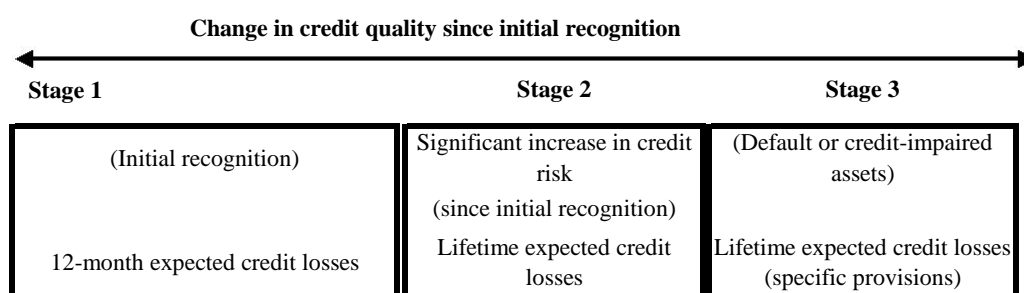 Change in credit quality since initial recognition
Stage 1
Stage 2
Stage 3
(Initial recognition)
12-month expected credit losses
Significant increase in credit
risk
(since initial recognition)
Lifetime expected credit
losses
(Default or credit-impaired
assets)
Lifetime expected credit losses
(specific provisions)